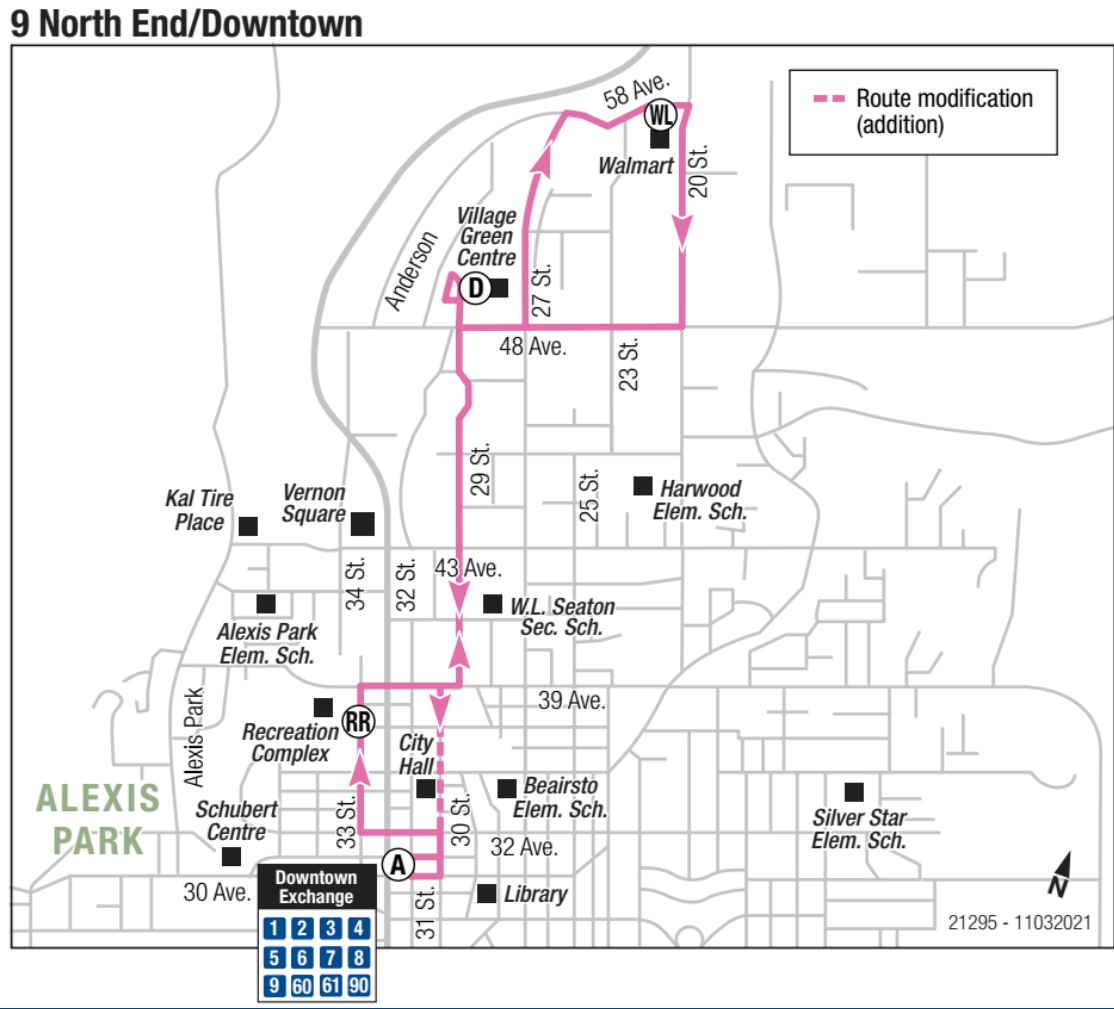 9 North End/Downtown
Route modification
(addition)
58 Ave.
WL
Walmart
20 St.
Village
Green
Centre
D
Anderson
27 St.
48 Ave.
23 St.
29 St.
25 St.
Harwood
Elem. Sch.
Kal Tire
Place
Vernon
Square
34 St.
32 St.
43 Ave.
W.L. Seaton
Sec. Sch.
Alexis Park
Elem. Sch.
39 Ave.
Alexis Park
Recreation
Complex
RR
City
Hall
Beairsto
Elem. Sch.
Silver Star
Elem. Sch.
ALEXIS
PARK
Schubert
Centre
33 St.
30 St.
32 Ave.
A
30 Ave.
31 St.
Library
Downtown
Exchange
1 2 3 4
5 6 7 8
9 60 61 90
N
21295 - 11032021